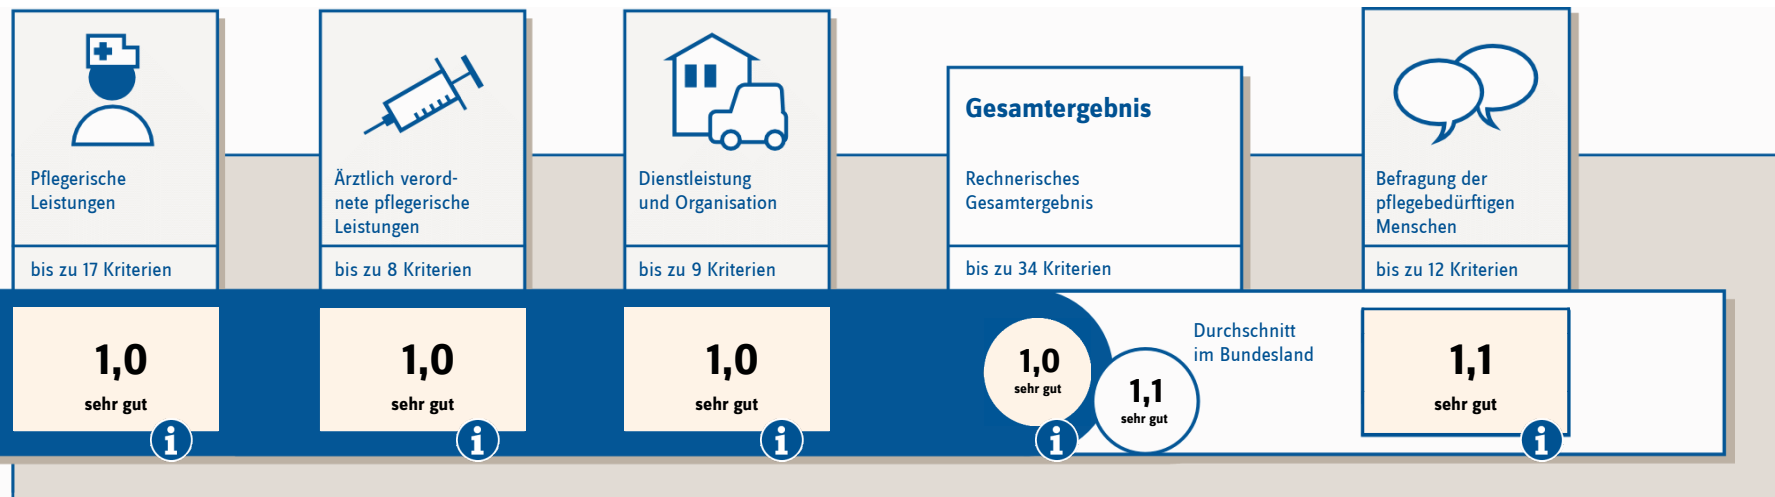 Pflegerische
Leistungen
bis zu 17 Kriterien
1,0
sehr gut
i
Ärztlich verord-
nete pflegerische
Leistungen
bis zu 8 Kriterien
1,0
sehr gut
i
Dienstleistung
und Organisation
bis zu 9 Kriterien
1,0
sehr gut
i
Gesamtergebnis
Rechnerisches
Gesamtergebnis
bis zu 34 Kriterien
1,0
sehr gut
i
1,1
sehr gut
Durchschnitt
im Bundesland
Befragung der
pflegebedürftigen
Menschen
bis zu 12 Kriterien
1,1
sehr gut
i